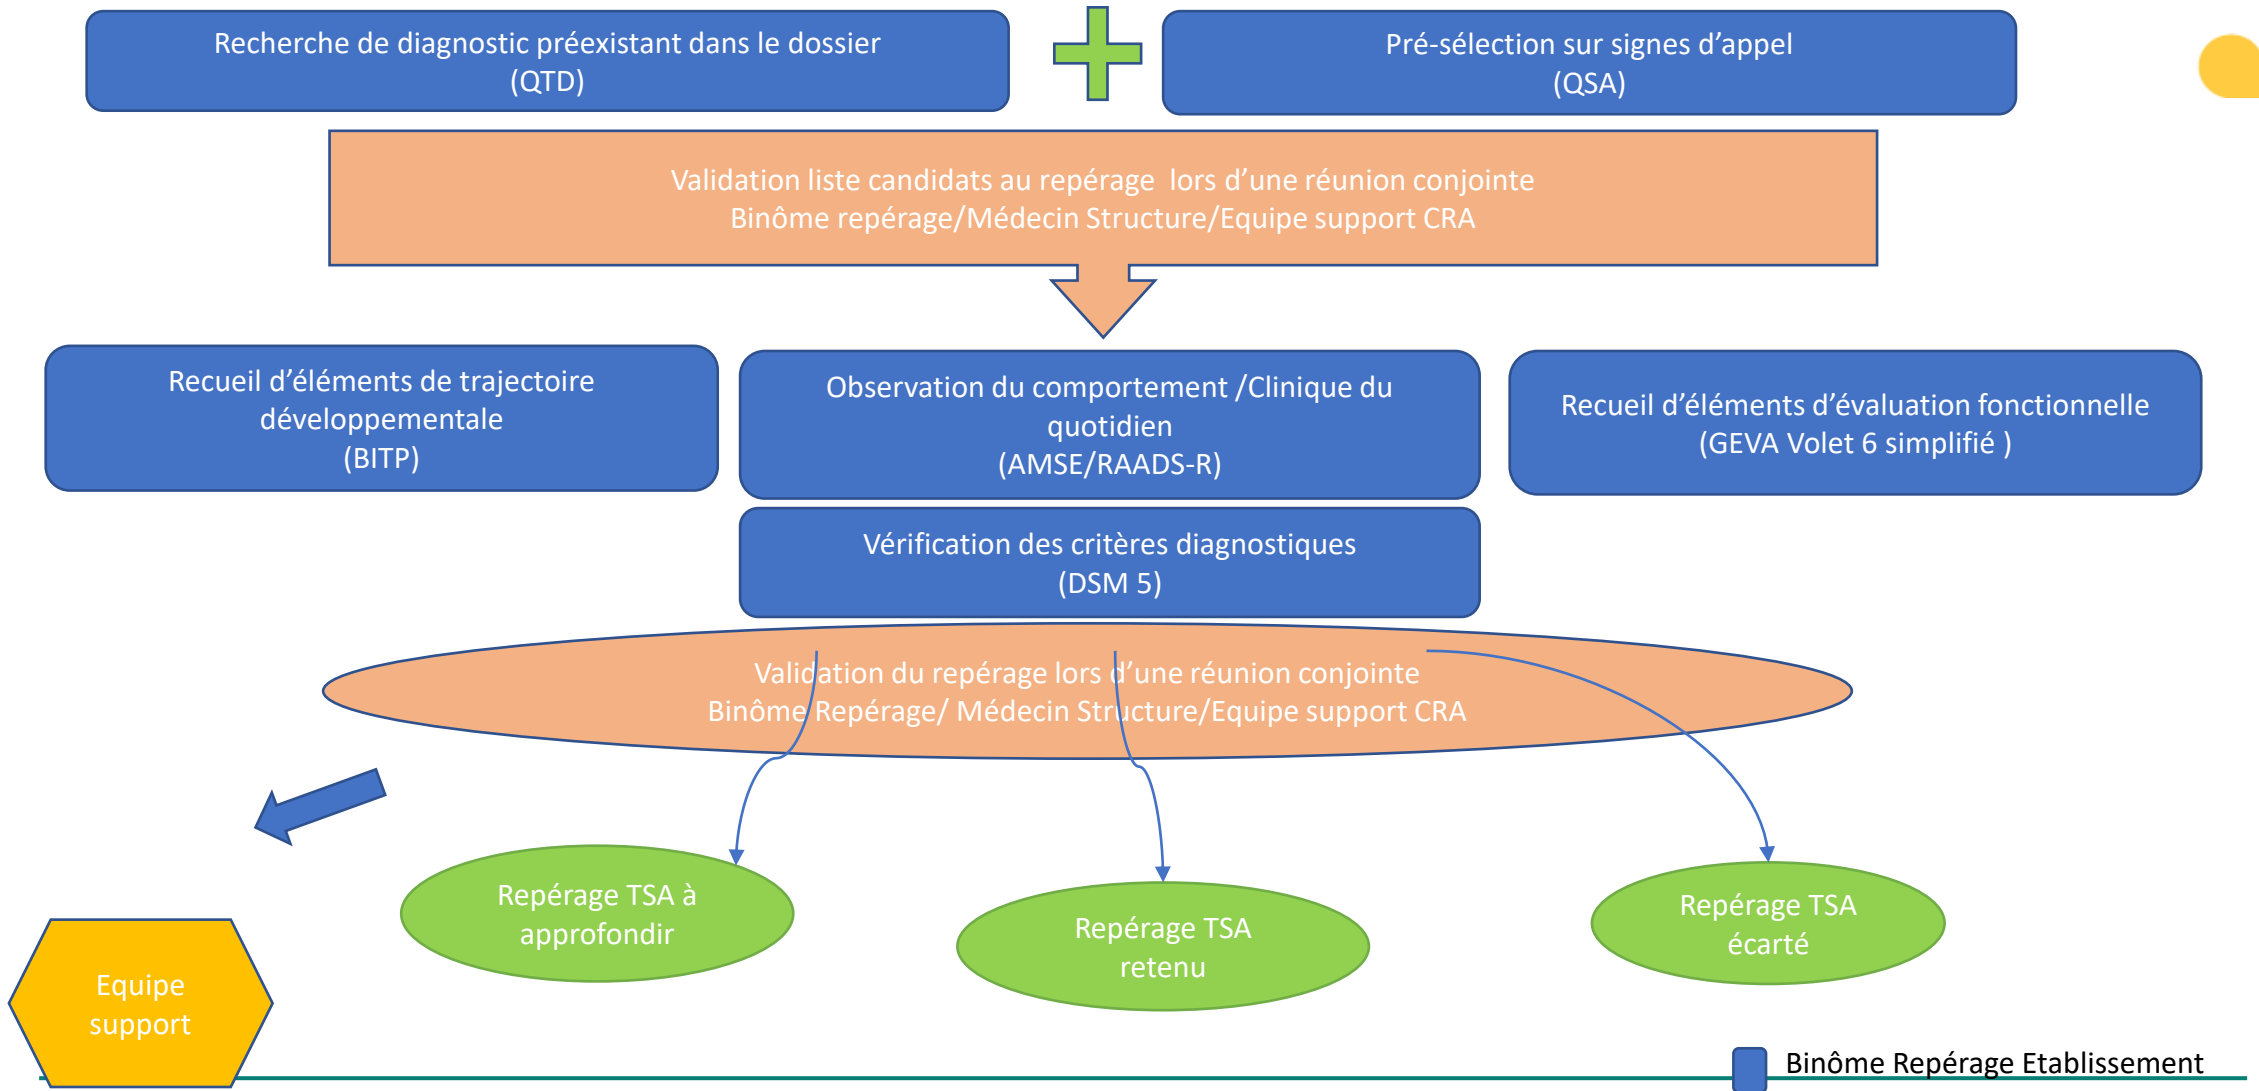 Recherche de diagnostic préexistant dans le dossier
(QTD)
Pré-sélection sur signes d’appel
(QSA)
Validation liste candidats au repérage lors d’une réunion conjointe
Binôme repérage/Médecin Structure/Equipe support CRA
Recueil d’éléments de trajectoire
développementale
(BITP)
Observation du comportement /Clinique du
quotidien
(AMSE/RAADS-R)
Recueil d’éléments d’évaluation fonctionnelle
(GEVA Volet 6 simplifié )
Vérification des critères diagnostiques
(DSM 5)
Validation du repérage lors d’une réunion conjointe
Binôme Repérage/ Médecin Structure/Equipe support CRA
Repérage TSA à
approfondir
Repérage TSA
retenu
Repérage TSA
écarté
Equipe
support
Binôme Repérage Etablissement